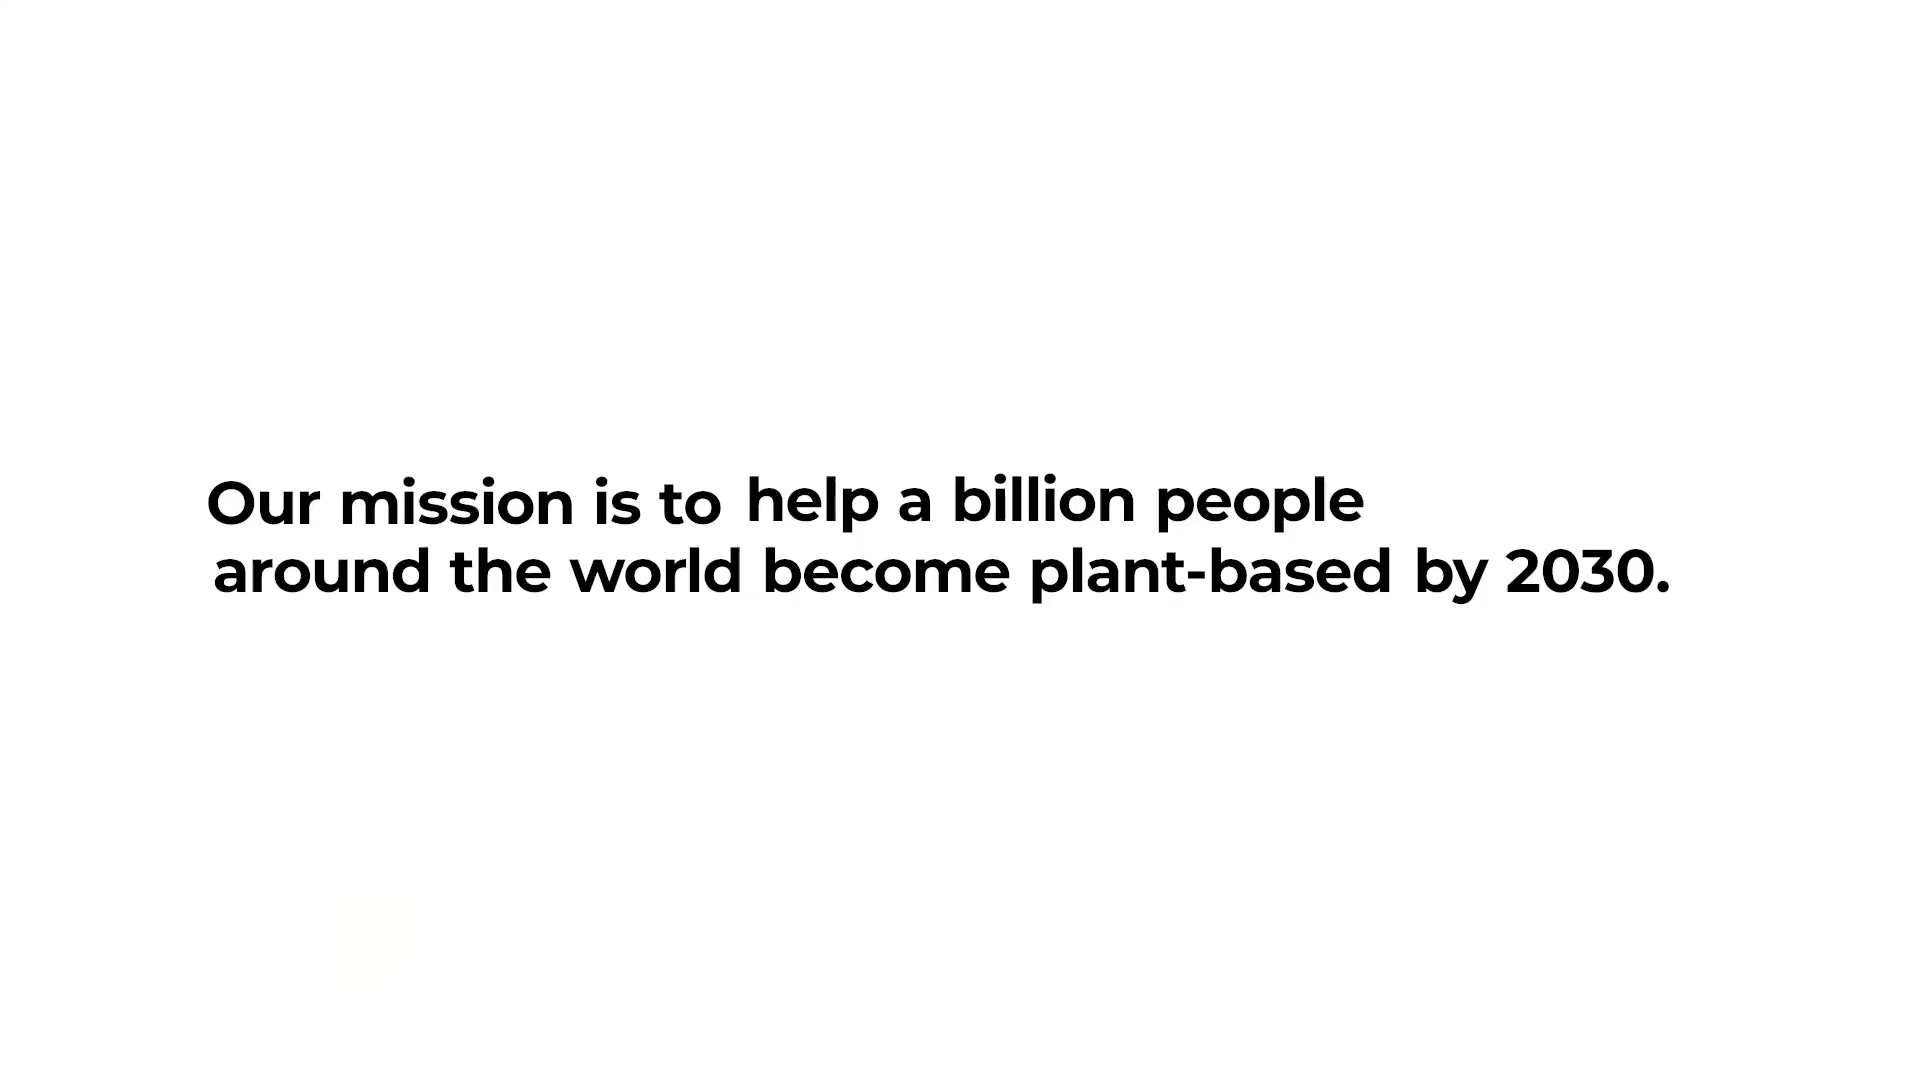 Our mission is to help a billion people
around the world become plant-based by 2030.